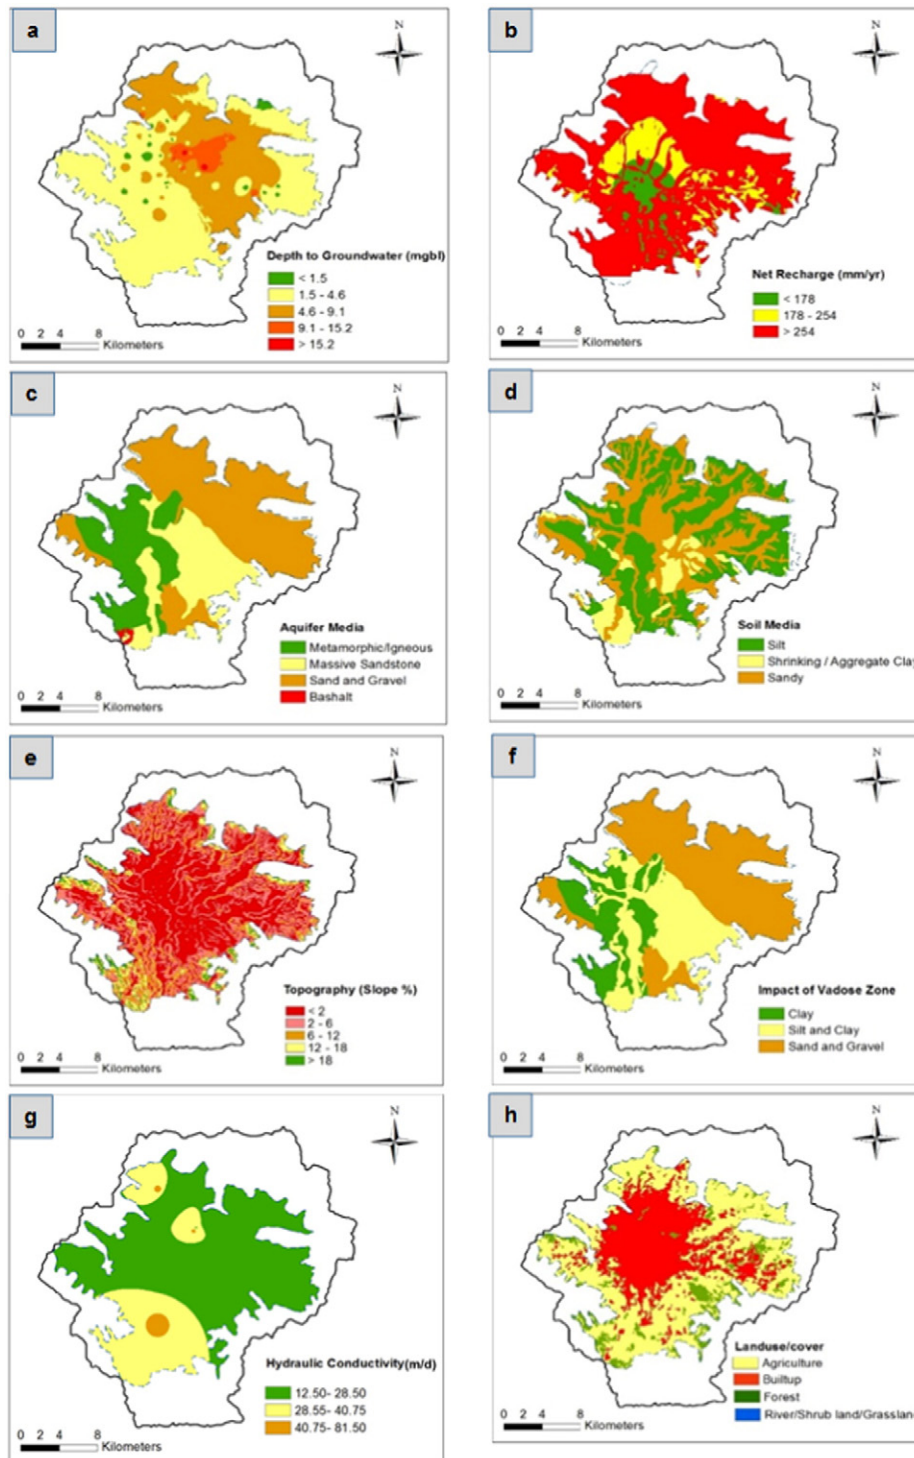 a
N
Depth to Groundwater (mgbl)
< 1.5
1.5 - 4.6
4.6 - 9.1
9.1 - 15.2
> 15.2
0 2 4 8
Kilometers
b
N
Net Recharge (mm/yr)
< 178
178 - 254
> 254
0 2 4 8
Kilometers
c
N
Aquifer Media
Metamorphic/Igneous
Massive Sandstone
Sand and Gravel
Bashalt
0 2 4 8
Kilometers
d
N
Soil Media
Silt
Shrinking / Aggregate Clay
Sandy
0 2 4 8
Kilometers
e
N
Topography (Slope %)
< 2
2 - 6
6 - 12
12 - 18
> 18
0 2 4 8
Kilometers
f
N
Impact of Vadose Zone
Clay
Silt and Clay
Sand and Gravel
0 2 4 8
Kilometers
g
N
Hydraulic Conductivity(m/d)
12.50- 28.50
28.55- 40.75
40.75- 81.50
0 2 4 8
Kilometers
h
N
Landuse/cover
Agriculture
Builtup
Forest
River/Shrub land/Grasslan
0 2 4 8
Kilometers